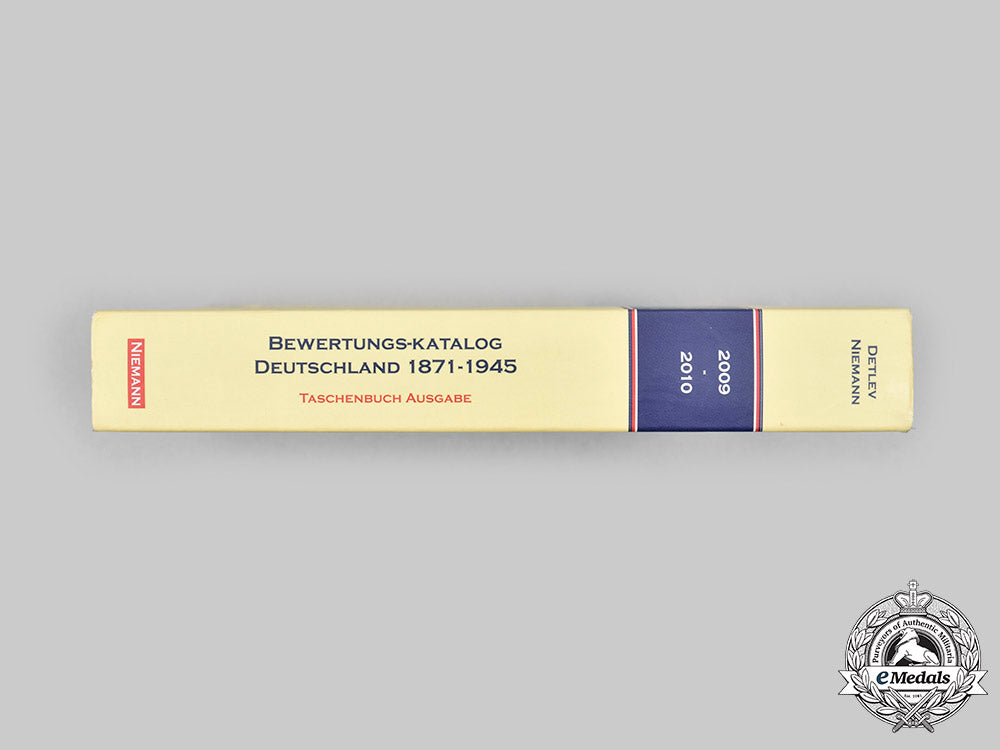 NIEMANN
BEWERTUNGS-KATALOG
DEUTSCHLAND 1871-1945
TASCHENBUCH AUSGABE
2009
-
2010
DETLEV
NIEMANN
Purveyors of Authentic Militaria
eMedals